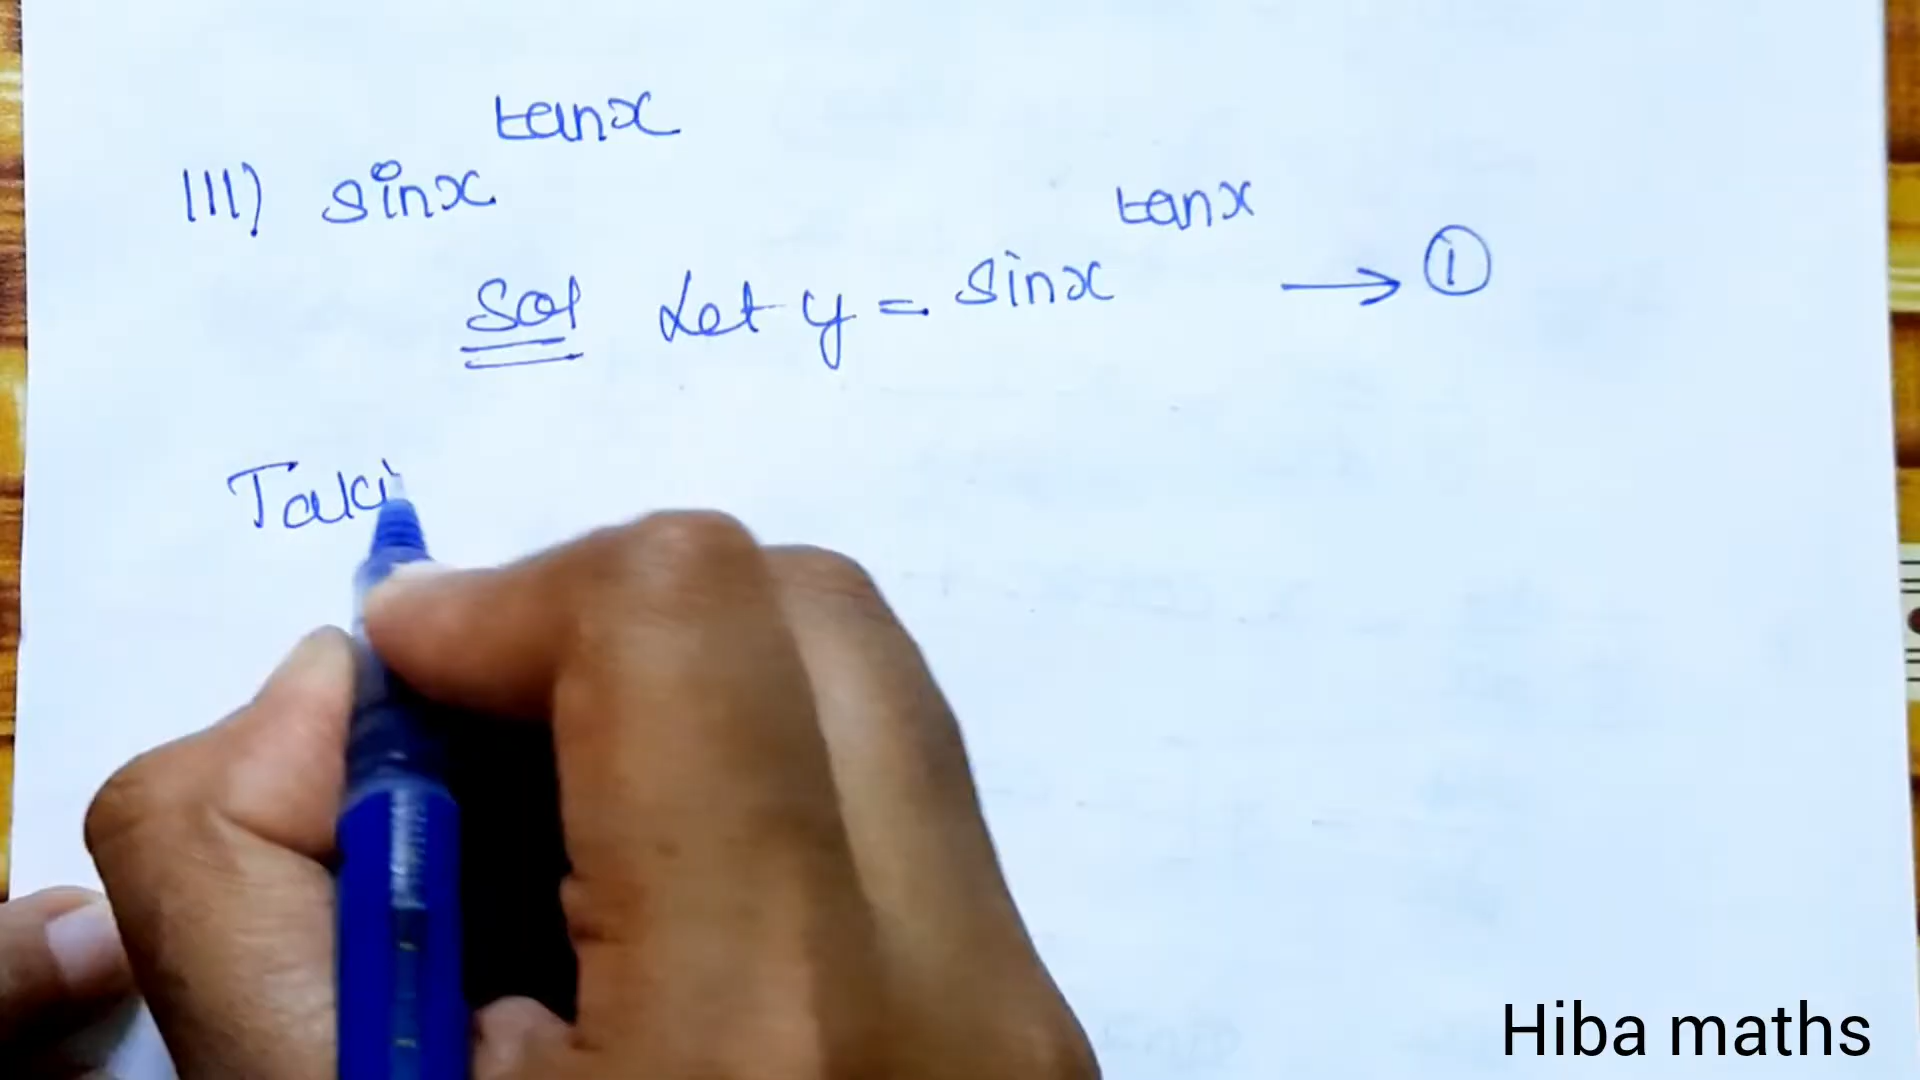 III) sinx^tanx
Sol Let y = sinx^tanx → ①
Taki
Hiba maths